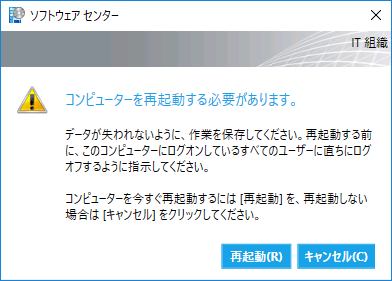 ソフトウェア センター
IT 組織
コンピューターを再起動する必要があります。
データが失われないように、作業を保存してください。再起動する前
に、このコンピューターにログオンしているすべてのユーザーに直ちにログ
オフするように指示してください。
コンピューターを今すぐ再起動するには [再起動] を、再起動しない
場合は [キャンセル] をクリックしてください。
再起動(R)
キャンセル(C)